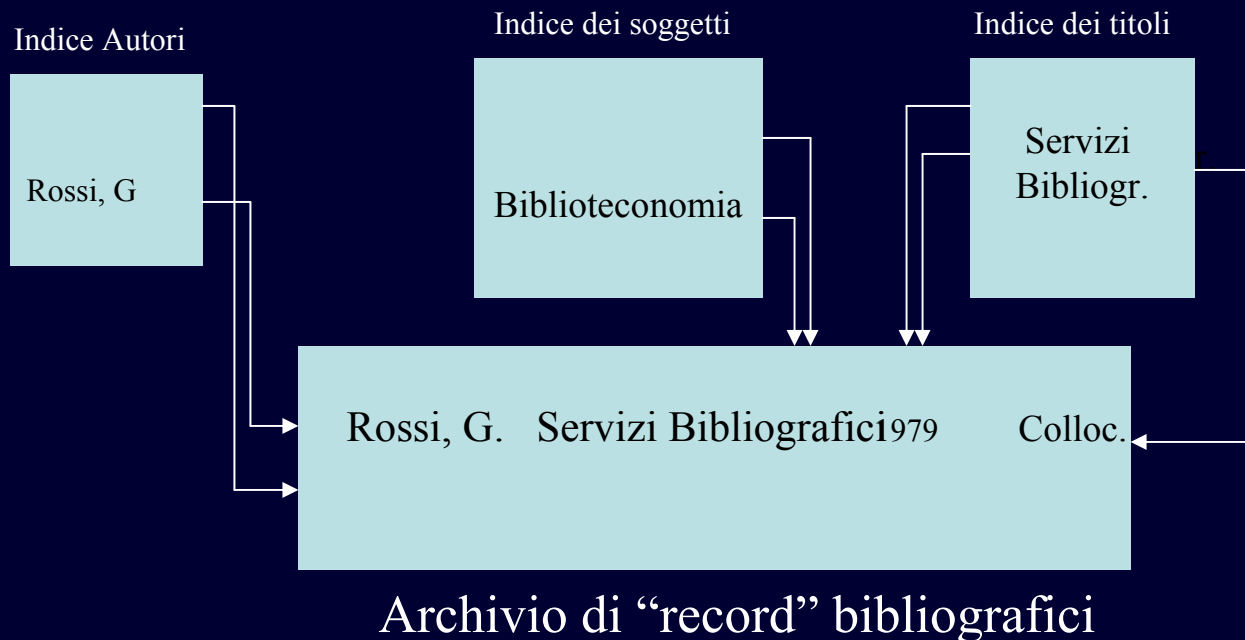 Indice Autori
Indice dei soggetti
Indice dei titoli
Rossi, G
Biblioteconomia
Servizi
Bibliogr.
Rossi, G. Servizi Bibliografici1979 Colloc.
Archivio di “record” bibliografici